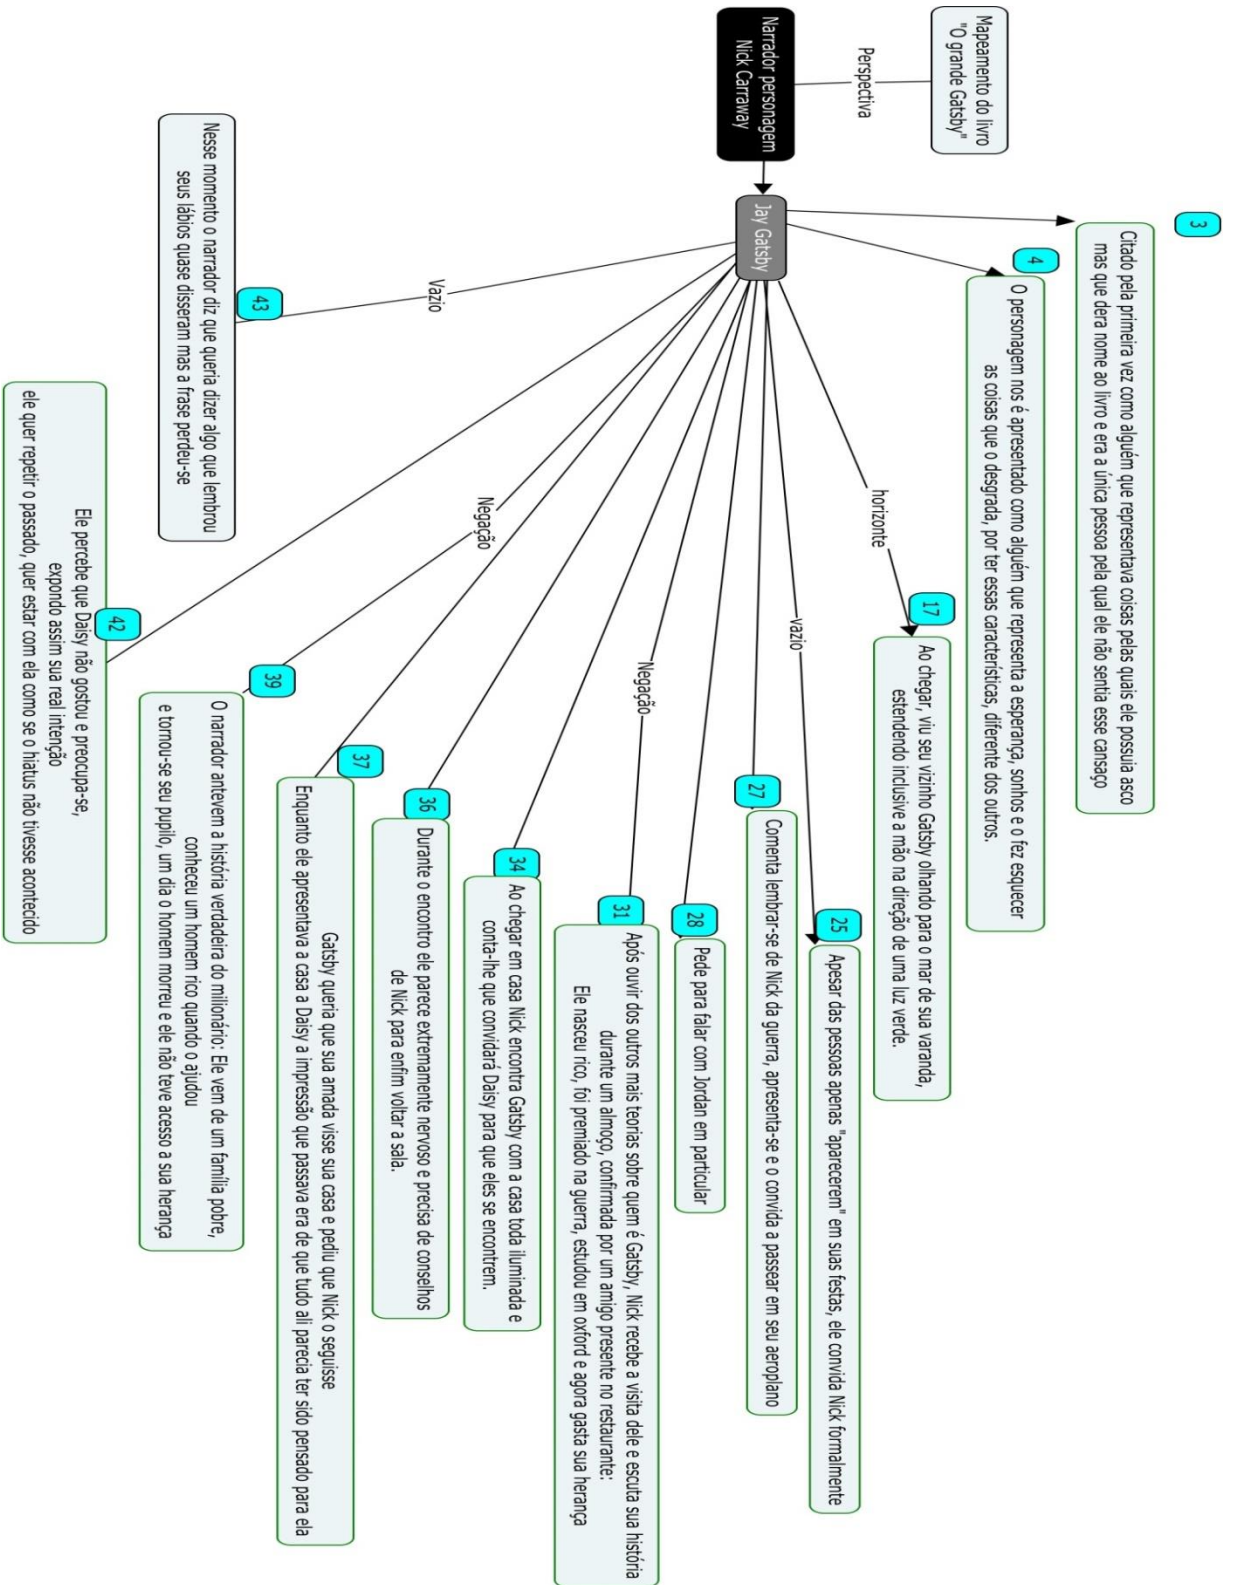 Mapeamento do livro
"O grande Gatsby"
Perspectiva
Narrador personagem
Nick Carraway
Jay Gatsby
3
Citado pela primeira vez como alguém que representava coisas pelas quais ele possuia asco
mas que dera nome ao livro e era a única pessoa pela qual ele não sentia esse cansaço
4
O personagem nos é apresentado como alguém que representa a esperança, sonhos e o fez esquecer
as coisas que o desgrada, por ter essas características, diferente dos outros.
horizonte
17
Ao chegar, viu seu vizinho Gatsby olhando para o mar de sua varanda,
estendendo inclusive a mão na direção de uma luz verde.
vazio
25
Apesar das pessoas apenas "aparecerem" em suas festas, ele convida Nick formalmente
27
Comenta lembrar-se de Nick da guerra, apresenta-se e o convida a passear em seu aeroplano
28
Pede para falar com Jordan em particular
Negação
31
Após ouvir dos outros mais teorias sobre quem é Gatsby, Nick recebe a visita dele e escuta sua história
durante um almoço, confirmada por um amigo presente no restaurante:
Ele nasceu rico, foi premiado na guerra, estudou em oxford e agora gasta sua herança
34
Ao chegar em casa Nick encontra Gatsby com a casa toda iluminada e
conta-lhe que convidará Daisy para que eles se encontrem.
36
Durante o encontro ele parece extremamente nervoso e precisa de conselhos
de Nick para enfim voltar a sala.
37
Gatsby queria que sua amada visse sua casa e pediu que Nick o seguisse
Enquanto ele apresentava a casa a Daisy a impressão que passava era de que tudo ali parecia ter sido pensado para ela
Negação
39
O narrador antevem a história verdadeira do milionário: Ele vem de um família pobre,
conheceu um homem rico quando o ajudou
e tornou-se seu pupilo, um dia o homem morreu e ele não teve acesso a sua herança
42
Ele percebe que Daisy não gostou e preocupa-se,
expondo assim sua real intenção
ele quer repetir o passado, quer estar com ela como se o hiatus não tivesse acontecido
Vazio
43
Nesse momento o narrador diz que queria dizer algo que lembrou
seus lábios quase disseram mas a frase perdeu-se